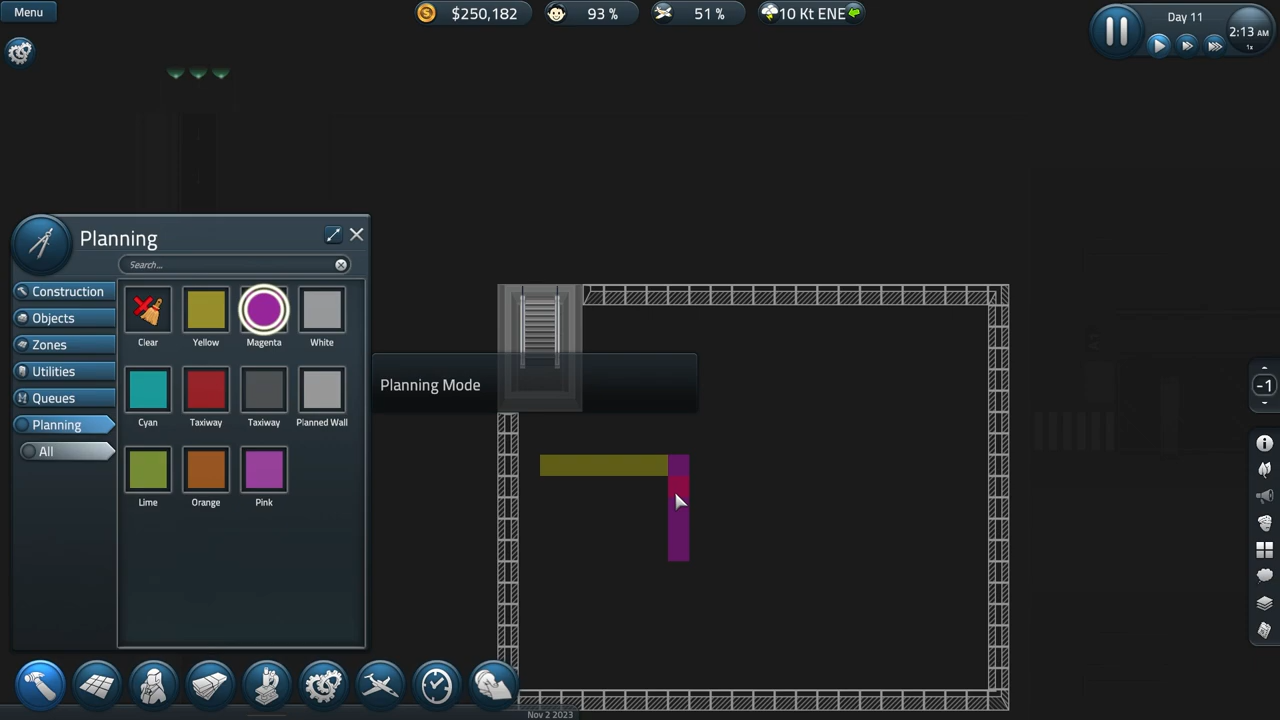 Menu
$250,182
93 %
51 %
10 Kt ENE
Day 11
2:13 AM
1x
Planning
Search...
Construction
Objects
Zones
Utilities
Queues
Planning
All
Clear
Yellow
Magenta
White
Cyan
Taxiway
Taxiway
Planned Wall
Lime
Orange
Pink
Planning Mode
-1
Nov 2 2023